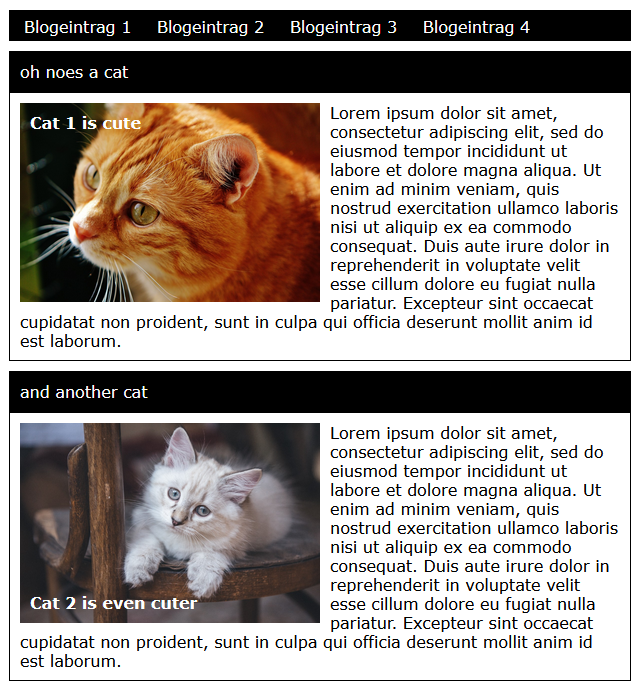 Blogeintrag 1 Blogeintrag 2 Blogeintrag 3 Blogeintrag 4
oh noes a cat
Cat 1 is cute
Lorem ipsum dolor sit amet,
consectetur adipiscing elit, sed do
eiusmod tempor incididunt ut
labore et dolore magna aliqua. Ut
enim ad minim veniam, quis
nostrud exercitation ullamco laboris
nisi ut aliquip ex ea commodo
consequat. Duis aute irure dolor in
reprehenderit in voluptate velit
esse cillum dolore eu fugiat nulla
pariatur. Excepteur sint occaecat
cupidatat non proident, sunt in culpa qui officia deserunt mollit anim id
est laborum.
and another cat
Cat 2 is even cuter
Lorem ipsum dolor sit amet,
consectetur adipiscing elit, sed do
eiusmod tempor incididunt ut
labore et dolore magna aliqua. Ut
enim ad minim veniam, quis
nostrud exercitation ullamco laboris
nisi ut aliquip ex ea commodo
consequat. Duis aute irure dolor in
reprehenderit in voluptate velit
esse cillum dolore eu fugiat nulla
pariatur. Excepteur sint occaecat
cupidatat non proident, sunt in culpa qui officia deserunt mollit anim id
est laborum.